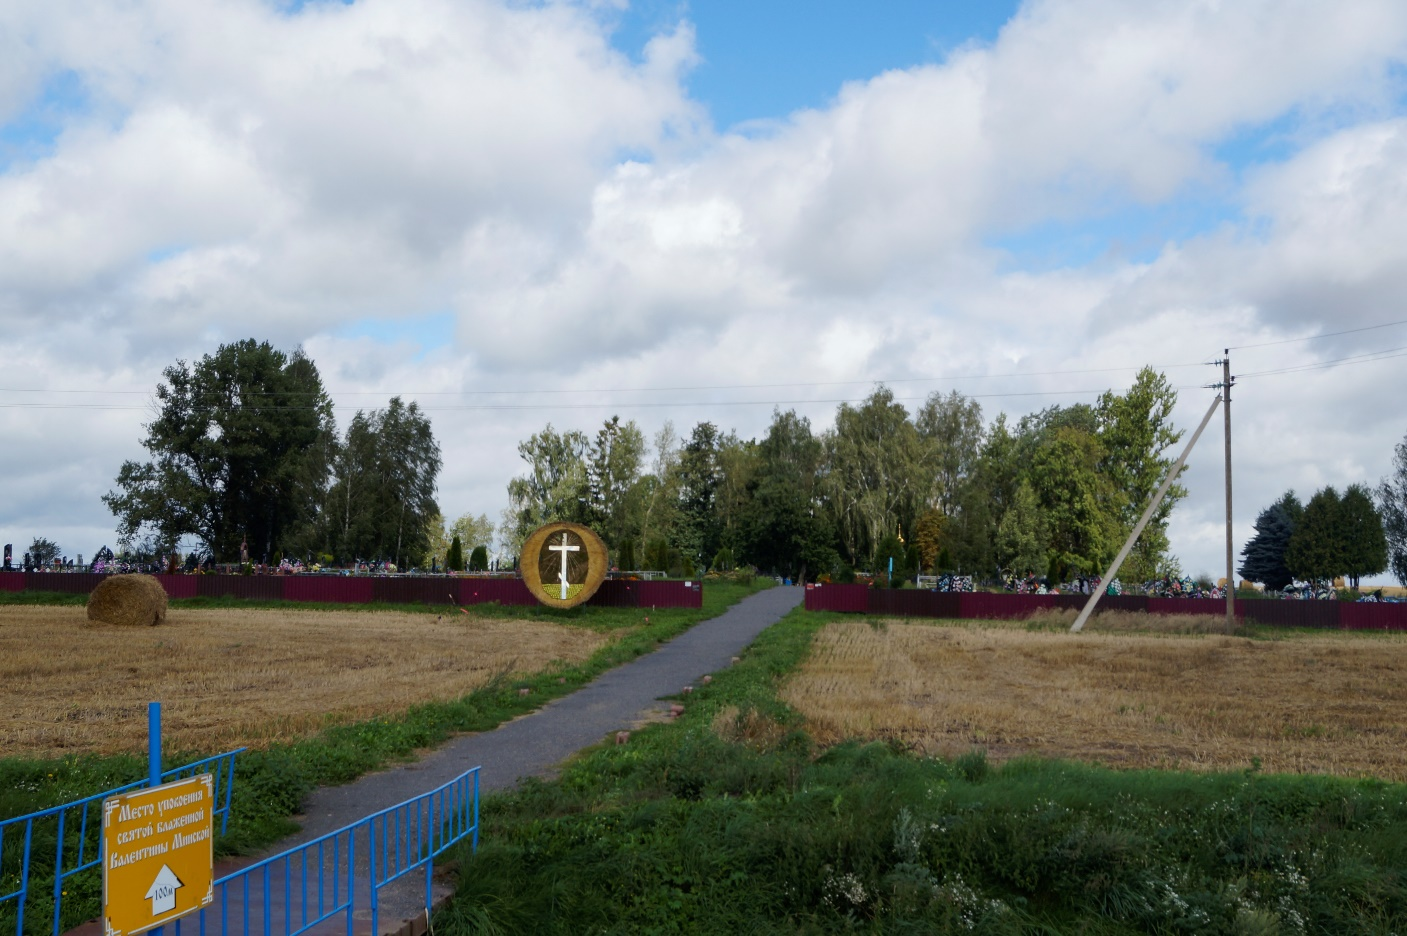 Место упокоения
святой блаженной
Валентины Минской
100м